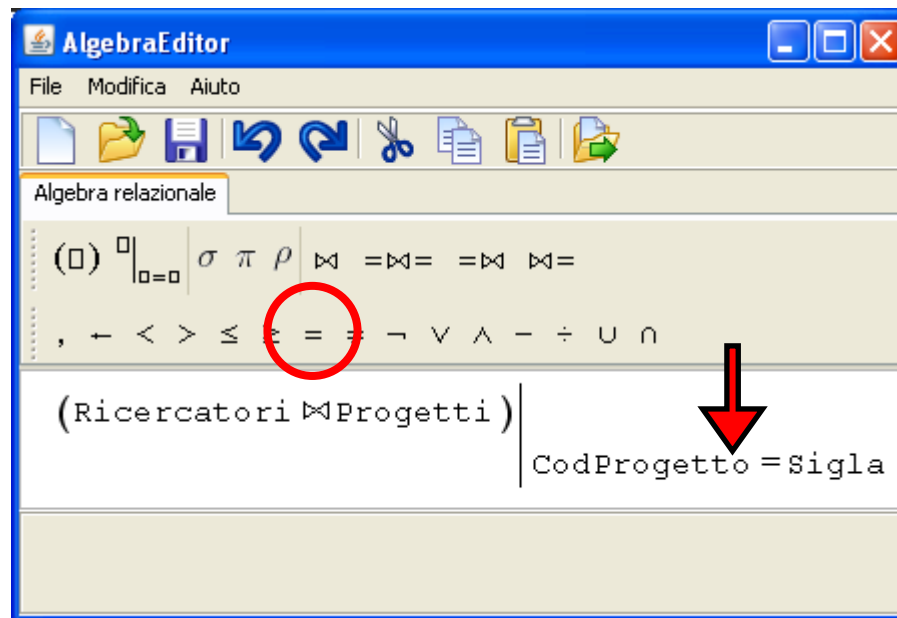 AlgebraEditor
File Modifica Aiuto
Algebra relazionale
(□) □|□=□ σ π ρ ⋈ =⋈= =⋈ ⋈=
, ← < > ≤ ≥ = ≠ ¬ ∨ ∧ − ÷ ∪ ∩
(Ricercatori⋈Progetti)
CodProgetto=Sigla